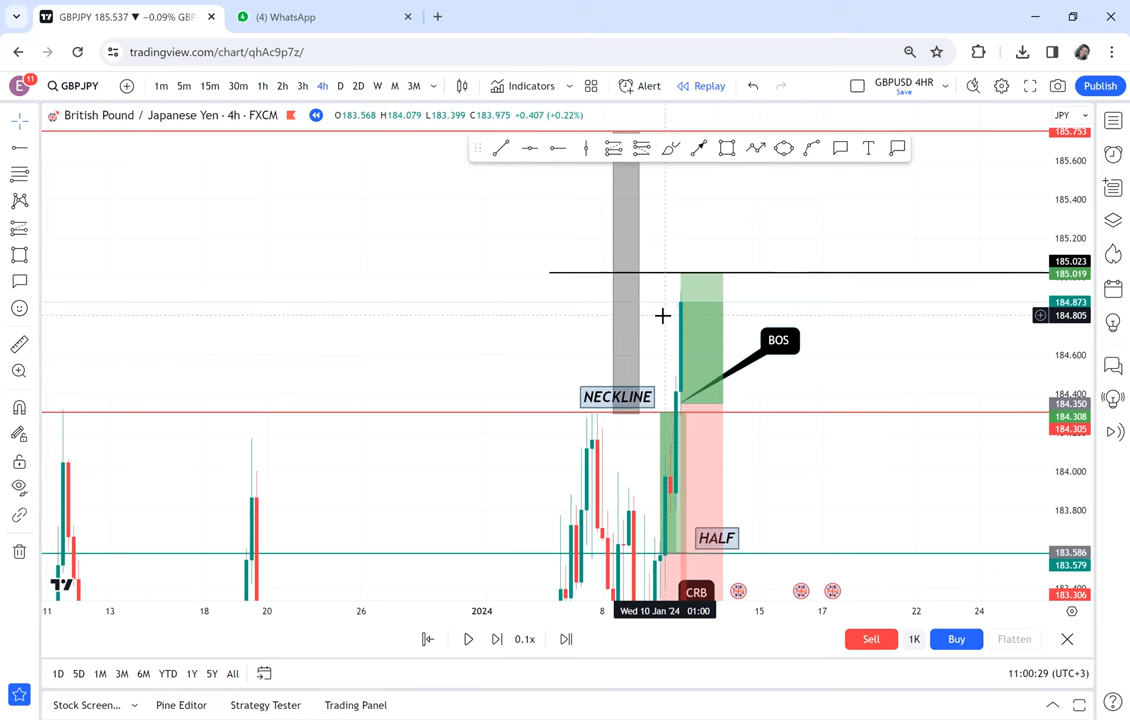 GBPJPY 185.537 ▼ −0.09% GBP
(4) WhatsApp
tradingview.com/chart/qhAc9p7z/
E 11
GBPJPY
1m 5m 15m 30m 1h 2h 3h 4h D 2D W M 3M
Indicators
Alert
Replay
GBPUSD 4HR
Save
Publish
British Pound / Japanese Yen · 4h · FXCM
O183.568 H184.079 L183.399 C183.975 +0.407 (+0.22%)
JPY
185.753
185.600
185.400
185.200
185.023
185.019
184.873
184.805
184.600
184.400
184.350
184.308
184.305
184.000
183.800
183.586
183.579
183.306
BOS
NECKLINE
HALF
CRB
11 13 18 20 26 2024 8 Wed 10 Jan '24 01:00 15 17 22 24
0.1x
Sell 1K Buy Flatten
1D 5D 1M 3M 6M YTD 1Y 5Y All
11:00:29 (UTC+3)
Stock Screen... Pine Editor Strategy Tester Trading Panel